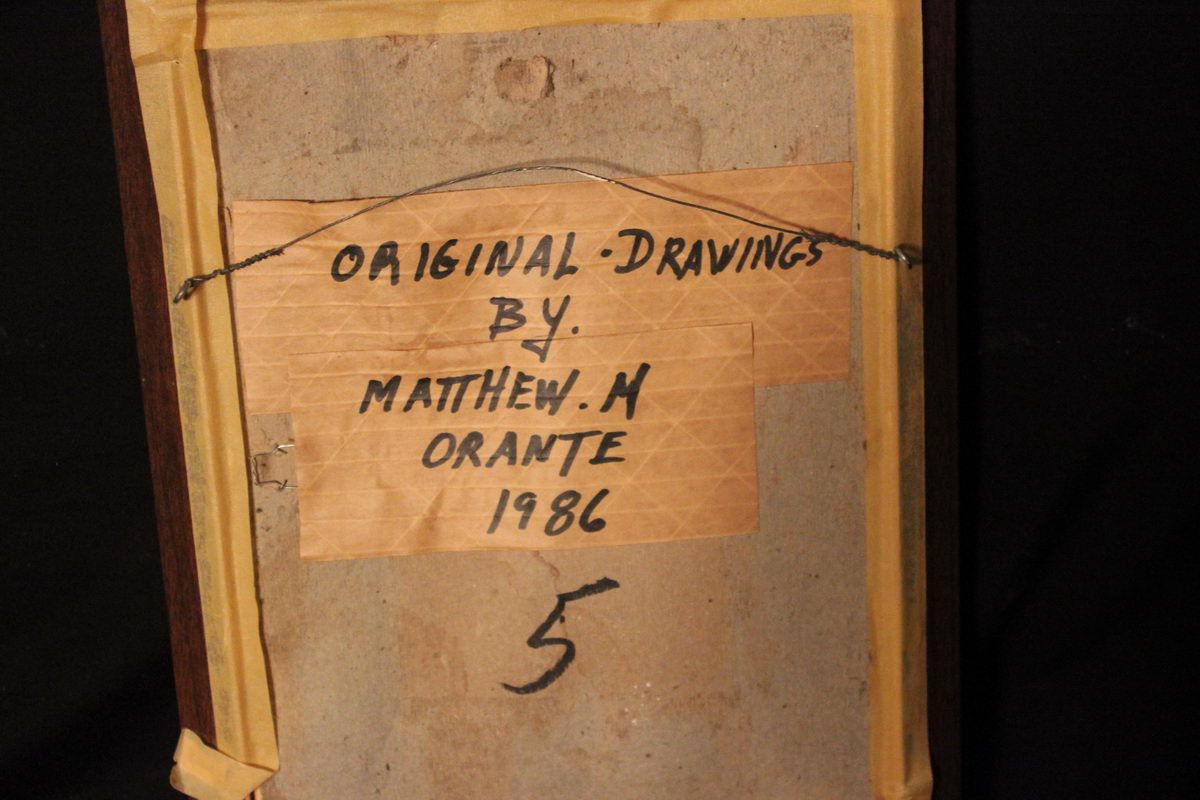 ORIGINAL · DRAWINGS
BY.
MATTHEW. M
ORANTE
1986
5